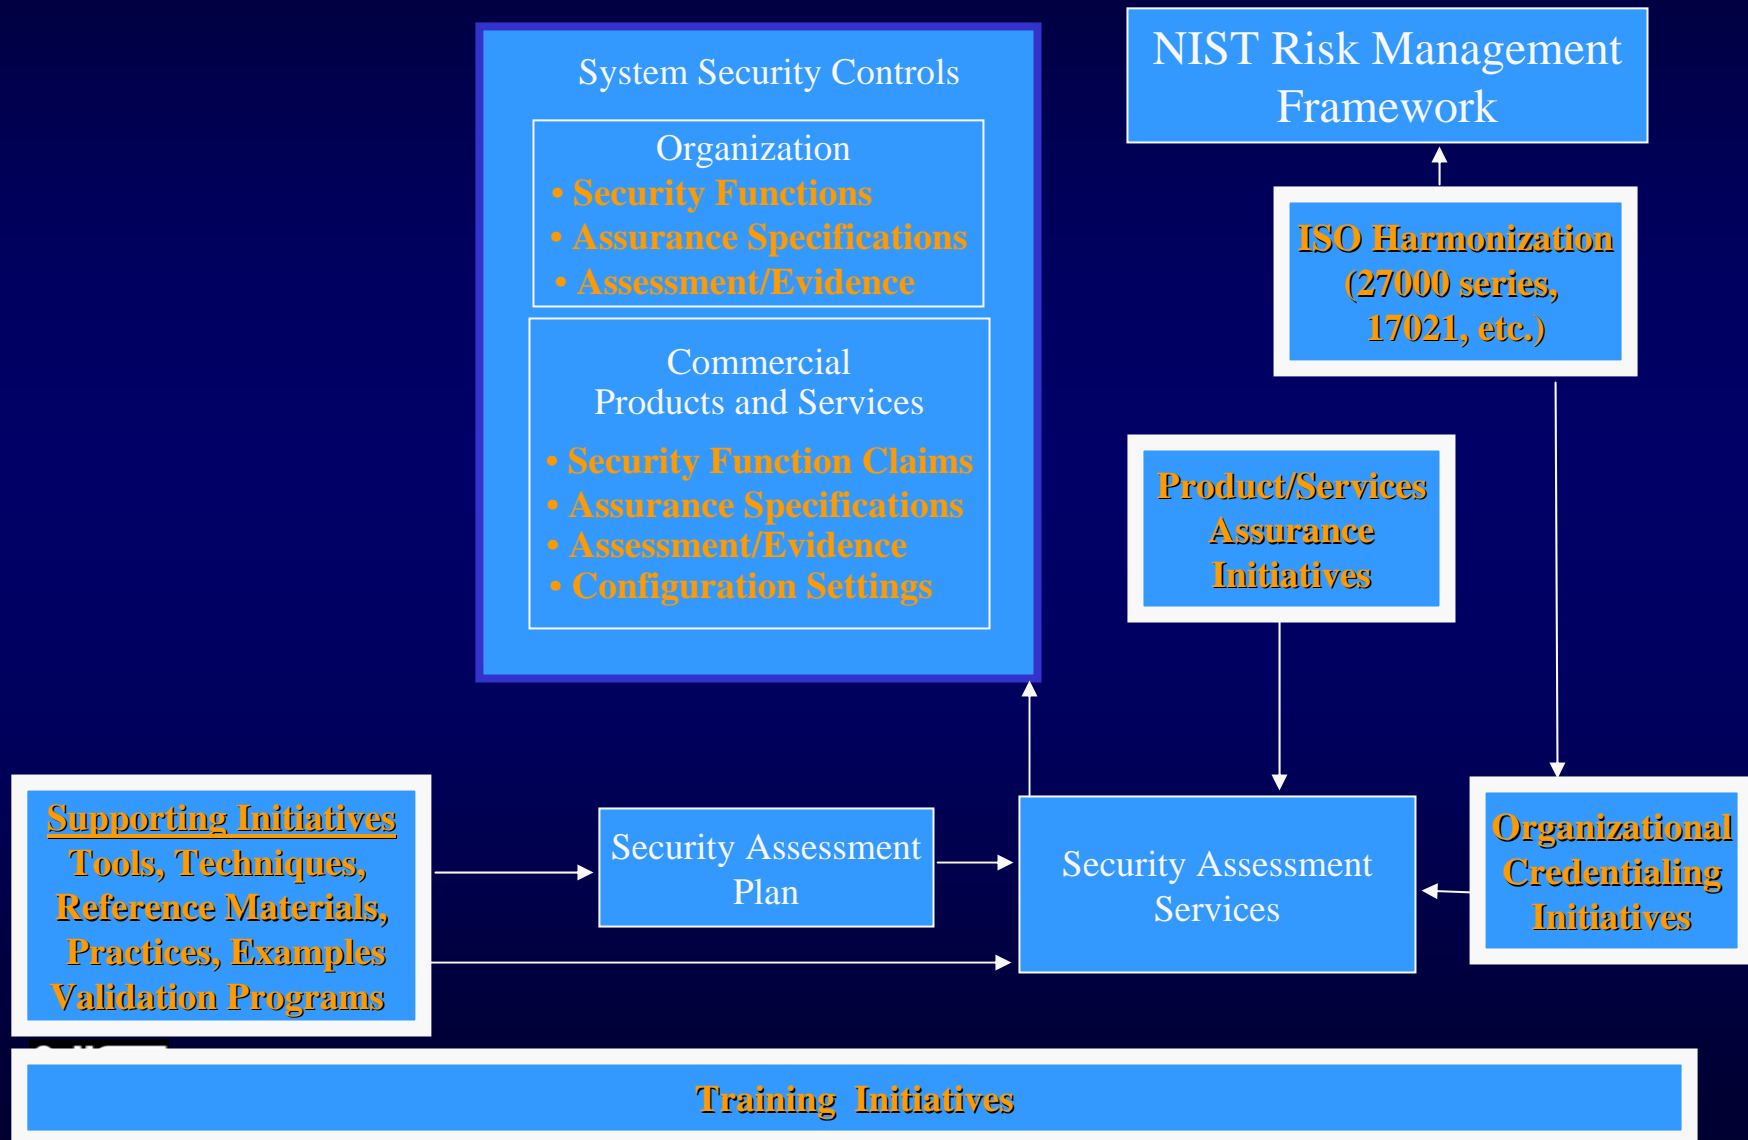 System Security Controls
Organization
• Security Functions
• Assurance Specifications
• Assessment/Evidence
Commercial
Products and Services
• Security Function Claims
• Assurance Specifications
• Assessment/Evidence
• Configuration Settings
NIST Risk Management
Framework
ISO Harmonization
(27000 series,
17021, etc.)
Product/Services
Assurance
Initiatives
Supporting Initiatives
Tools, Techniques,
Reference Materials,
Practices, Examples
Validation Programs
Security Assessment
Plan
Security Assessment
Services
Organizational
Credentialing
Initiatives
Training Initiatives